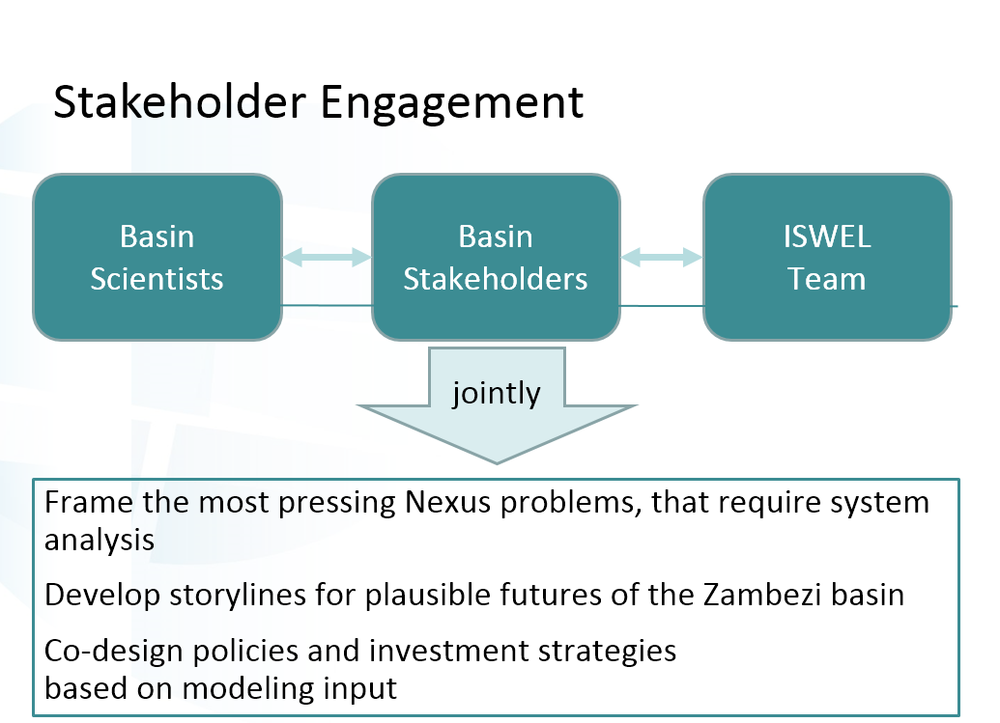 Stakeholder Engagement
Basin
Scientists
Basin
Stakeholders
ISWEL
Team
jointly
Frame the most pressing Nexus problems, that require system
analysis
Develop storylines for plausible futures of the Zambezi basin
Co-design policies and investment strategies
based on modeling input